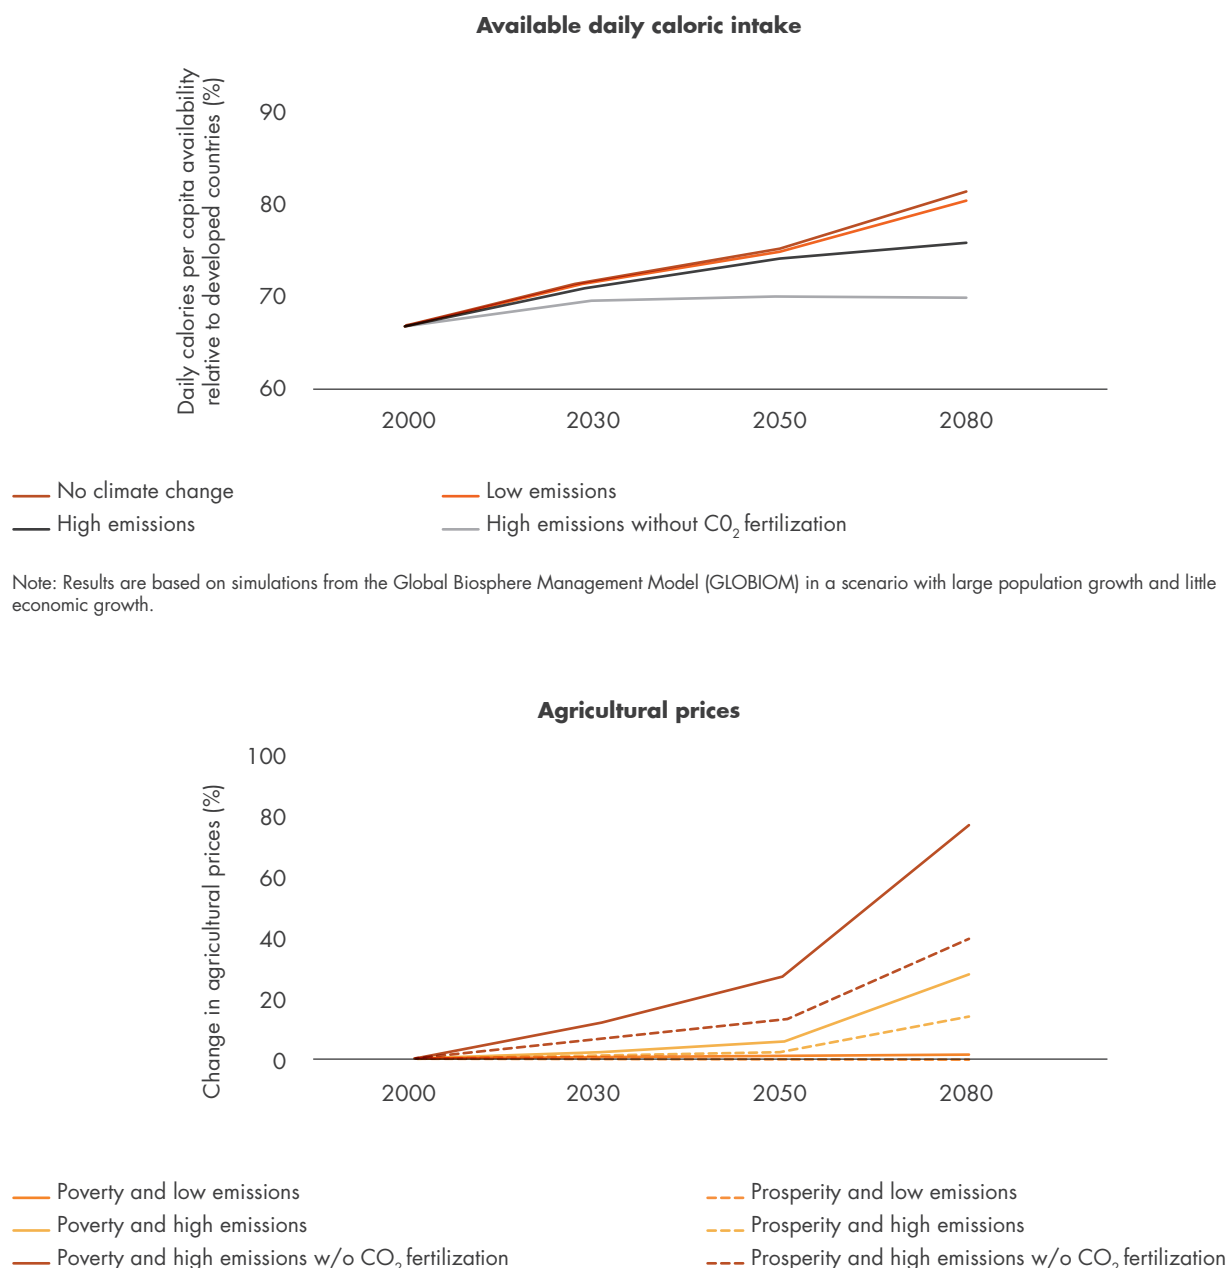 Available daily caloric intake
Daily calories per capita availability
relative to developed countries (%)
90
80
70
60
2000 2030 2050 2080
No climate change Low emissions
High emissions High emissions without C0₂ fertilization
Note: Results are based on simulations from the Global Biosphere Management Model (GLOBIOM) in a scenario with large population growth and little
economic growth.
Agricultural prices
Change in agricultural prices (%)
100
80
60
40
20
0
2000 2030 2050 2080
Poverty and low emissions Prosperity and low emissions
Poverty and high emissions Prosperity and high emissions
Poverty and high emissions w/o CO₂ fertilization Prosperity and high emissions w/o CO₂ fertilization